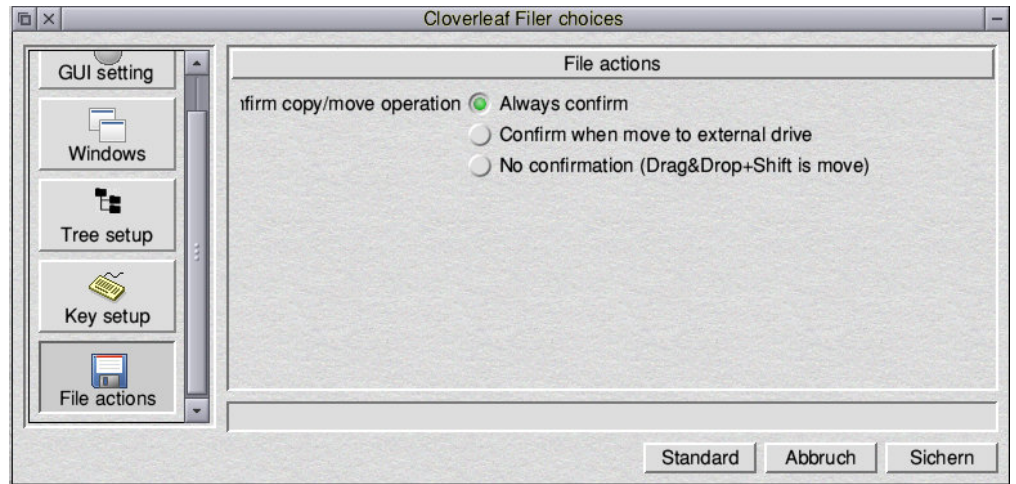 Cloverleaf Filer choices
GUI setting
Windows
Tree setup
Key setup
File actions
File actions
firm copy/move operation Always confirm
Confirm when move to external drive
No confirmation (Drag&Drop+Shift is move)
Standard Abbruch Sichern